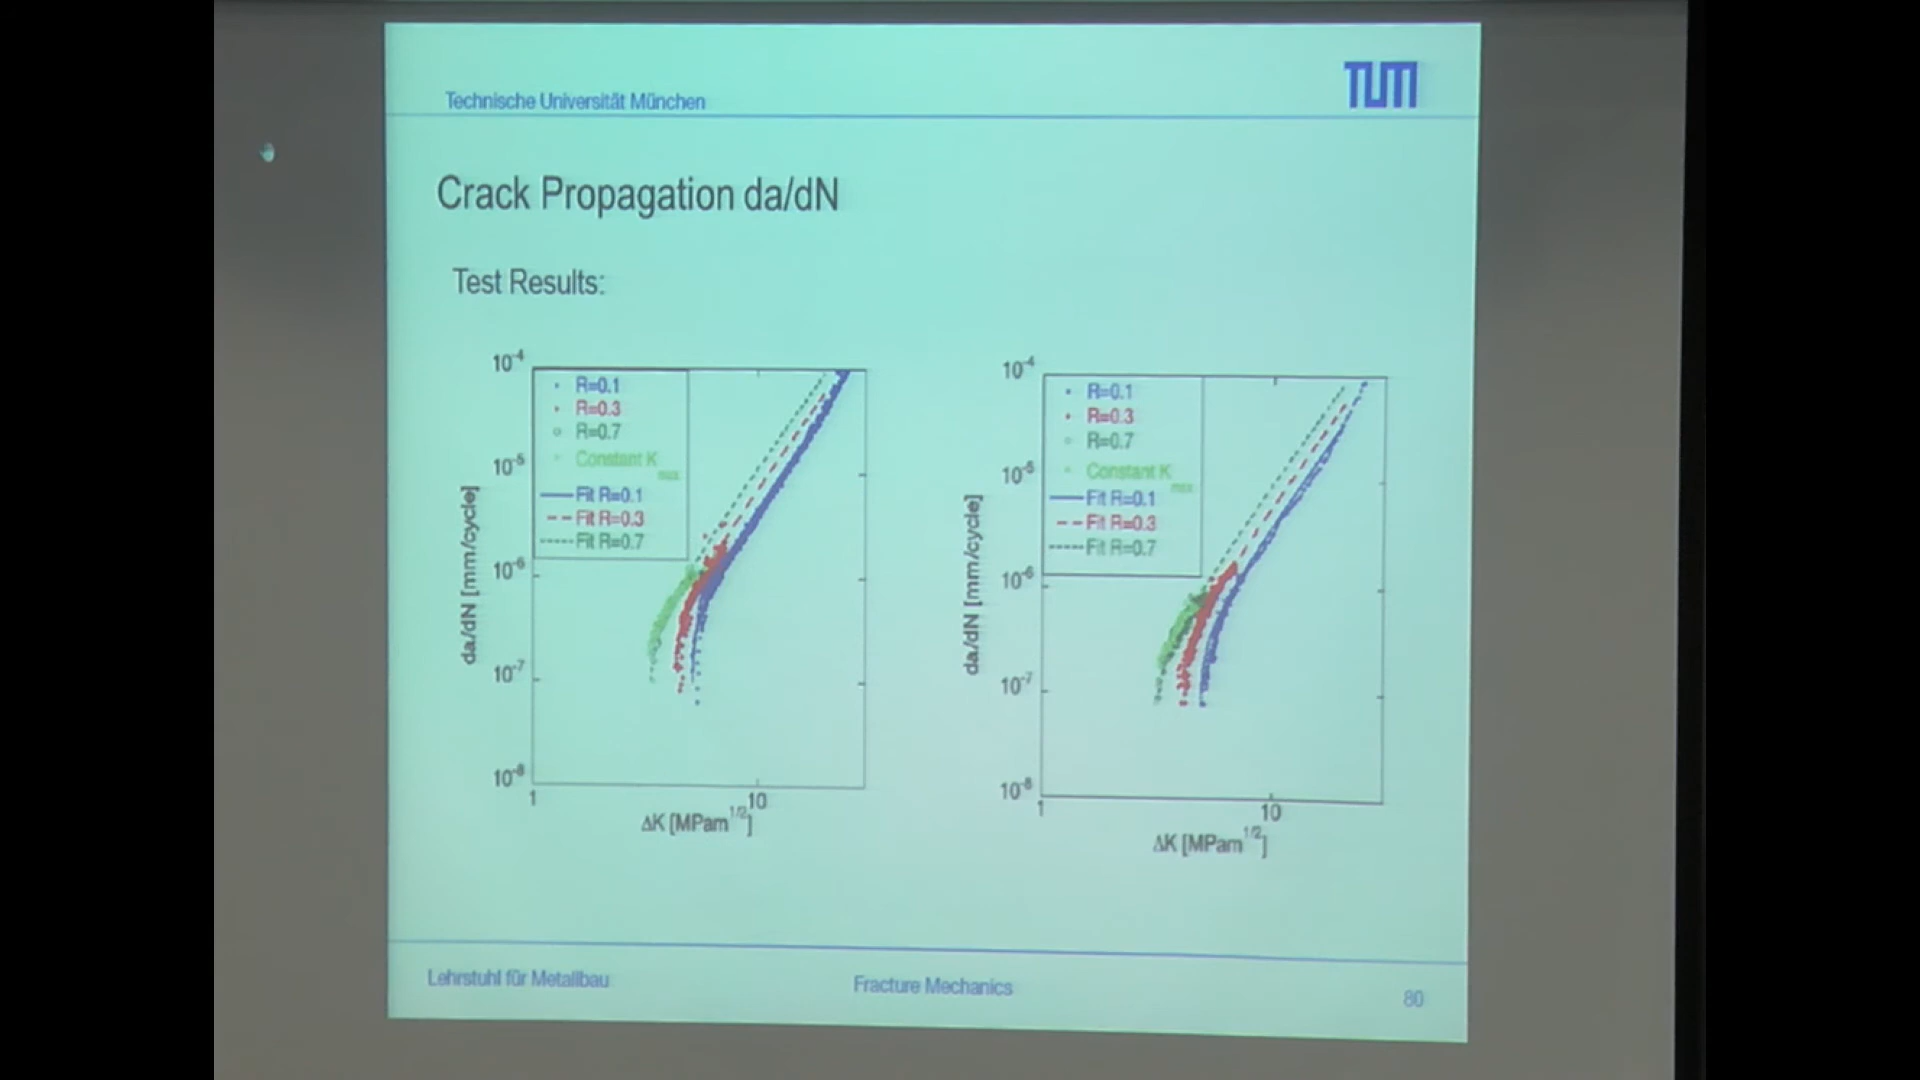 TUM
Technische Universität München
Crack Propagation da/dN
Test Results:
10-4
10-5
10-6
10-7
10-8
da/dN [mm/cycle]
R=0.1
R=0.3
R=0.7
Constant K max
Fit R=0.1
Fit R=0.3
Fit R=0.7
1
10
ΔK [MPam1/2]
10-4
10-5
10-6
10-7
10-8
da/dN [mm/cycle]
R=0.1
R=0.3
R=0.7
Constant K max
Fit R=0.1
Fit R=0.3
Fit R=0.7
1
10
ΔK [MPam1/2]
Lehrstuhl für Metallbau
Fracture Mechanics
80